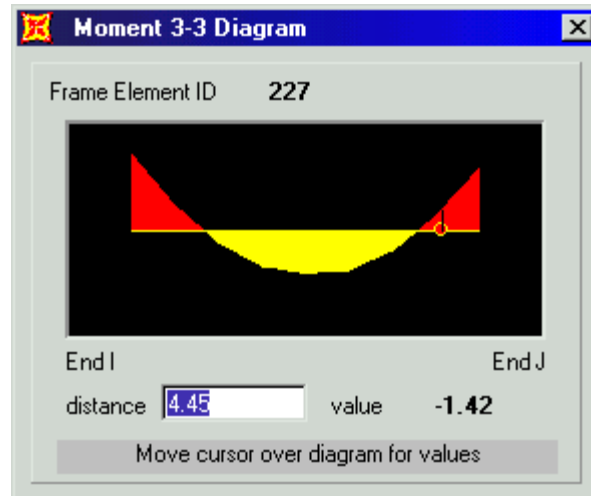 Moment 3-3 Diagram
Frame Element ID 227
End I End J
distance 4.45 value -1.42
Move cursor over diagram for values